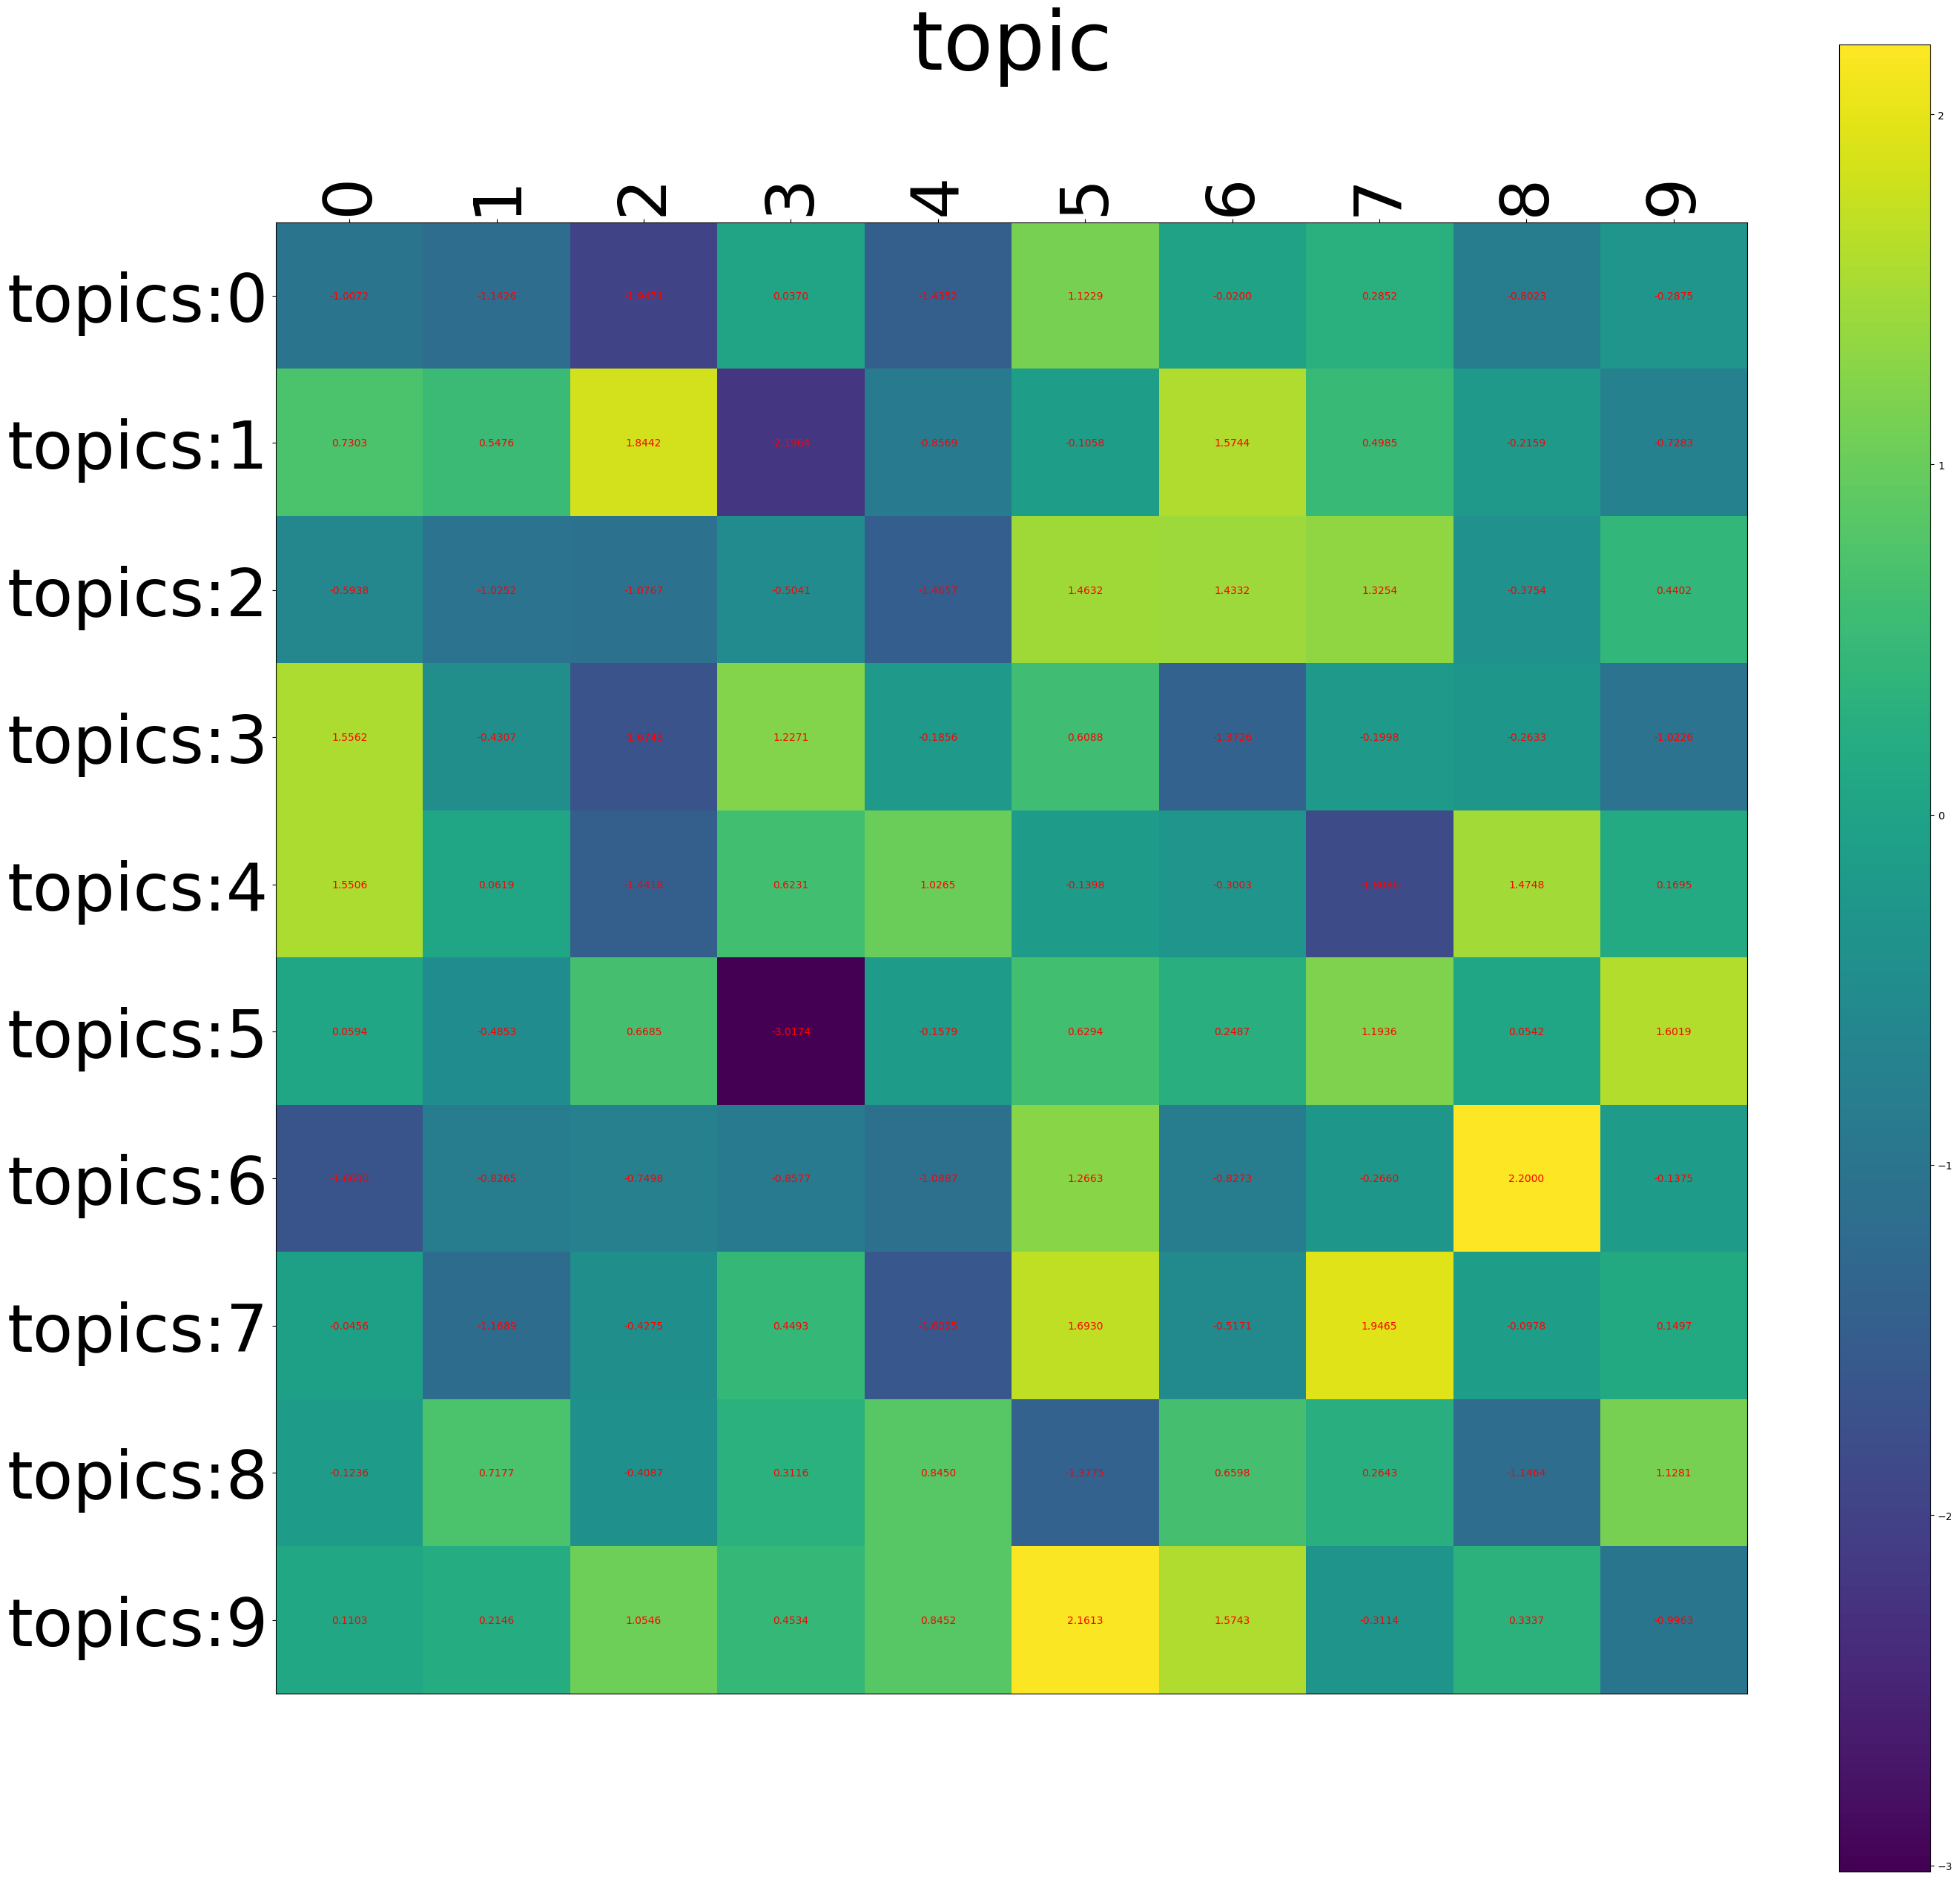 topic
0 1 2 3 4 5 6 7 8 9
topics:0 -1.0072 -1.1426 0.0370 -1.4352 1.1229 -0.0200 0.2852 -0.8023 -0.2875
topics:1 0.7303 0.5476 1.8442 -0.8569 -0.1058 1.5744 0.4985 -0.2159 -0.7283
topics:2 -0.5938 -1.0252 -1.0767 -0.5041 -1.4657 1.4632 1.4332 1.3254 -0.3754 0.4402
topics:3 1.5562 -0.4307 1.2271 -0.1856 0.6088 -1.3726 -0.1998 -0.2633 -1.0226
topics:4 1.5506 0.0619 0.6231 1.0265 -0.1398 -0.3003 1.4748 0.1695
topics:5 0.0594 -0.4853 0.6685 -3.0174 -0.1579 0.6294 0.2487 1.1936 0.0542 1.6019
topics:6 -0.8265 -0.7498 -0.8577 -1.0887 1.2663 -0.8273 -0.2660 2.2000 -0.1375
topics:7 -0.0456 -0.4275 0.4493 1.6930 -0.5171 1.9465 -0.0978 0.1497
topics:8 -0.1236 0.7177 -0.4087 0.3116 0.8450 0.6598 0.2643 -1.1464 1.1281
topics:9 0.1103 0.2146 1.0546 0.4534 0.8452 2.1613 1.5743 -0.3114 0.3337 -0.9963
2
1
0
−1
−2
−3